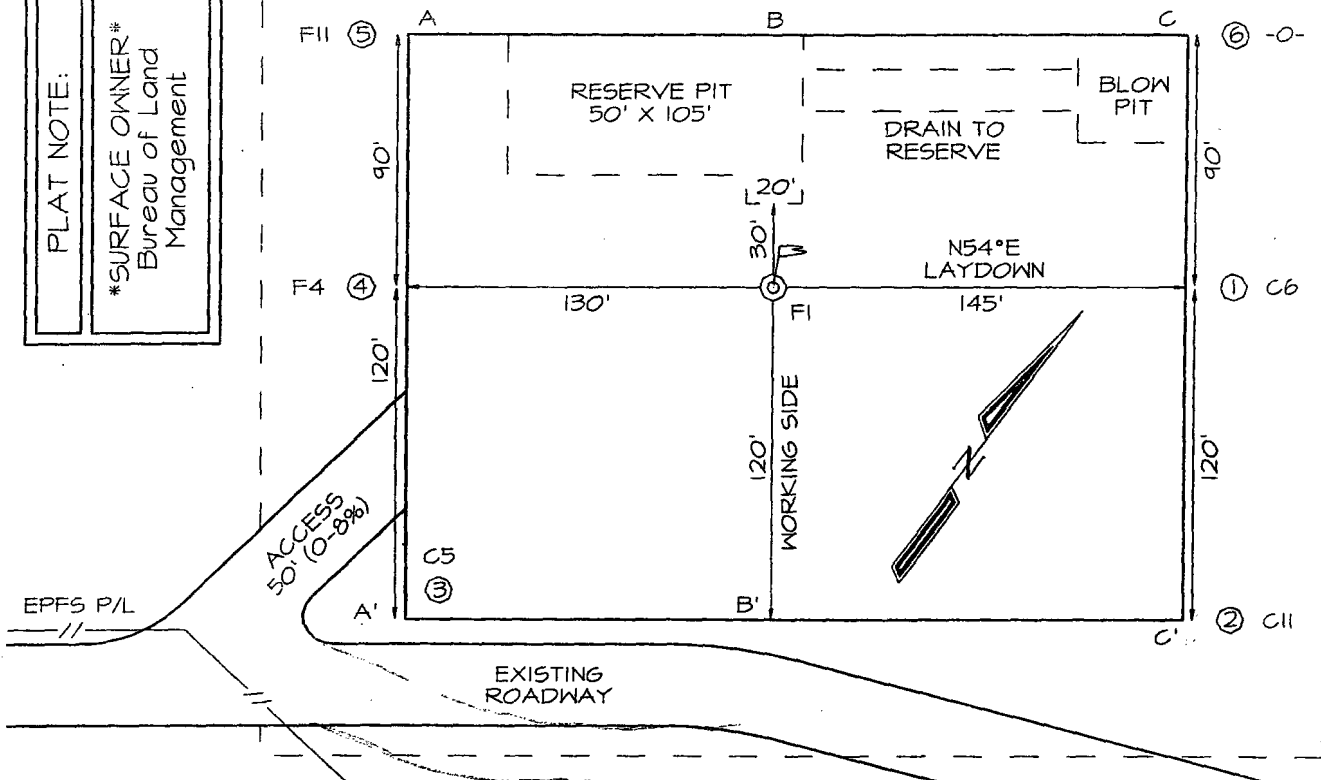 PLAT NOTE:
*SURFACE OWNER*
Bureau of Land
Management
A
B
C
F11 ⑤
⑥ -0-
RESERVE PIT
50' X 105'
BLOW
PIT
DRAIN TO
RESERVE
90'
90'
20'
30'
N54°E
LAYDOWN
F4 ④
① C6
130'
F1
145'
120'
WORKING SIDE
120'
120'
N
ACCESS
50' (0-8%)
C5
③
EPFS P/L
A'
B'
C'
② C11
EXISTING
ROADWAY